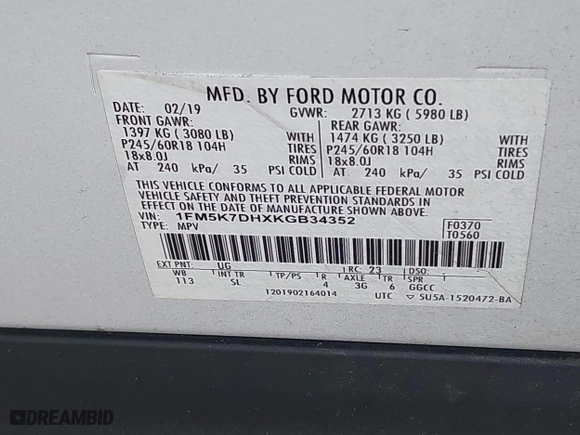 MFD. BY FORD MOTOR CO.
DATE: 02/19 GVWR: 2713 KG ( 5980 LB)
FRONT GAWR: REAR GAWR:
1397 KG ( 3080 LB) WITH 1474 KG ( 3250 LB) WITH
P245/60R18 104H TIRES P245/60R18 104H TIRES
18x8.0J RIMS 18x8.0J RIMS
AT 240 kPa/ 35 PSI COLD AT 240 kPa/ 35 PSI COLD
THIS VEHICLE CONFORMS TO ALL APPLICABLE FEDERAL MOTOR
VEHICLE SAFETY AND THEFT PREVENTION STANDARDS IN
EFFECT ON THE DATE OF MANUFACTURE SHOWN ABOVE.
VIN: 1FM5K7DHXKGB34352 F0370
TYPE: MPV T0560
EXT PNT: UG RC: 23 DSO:
WB INT TR TP/PS R AXLE TR SPR
113 SL 4 3G 6 GGCC
1201902164014 UTC ▽ 5U5A-1520472-BA
DREAMBID